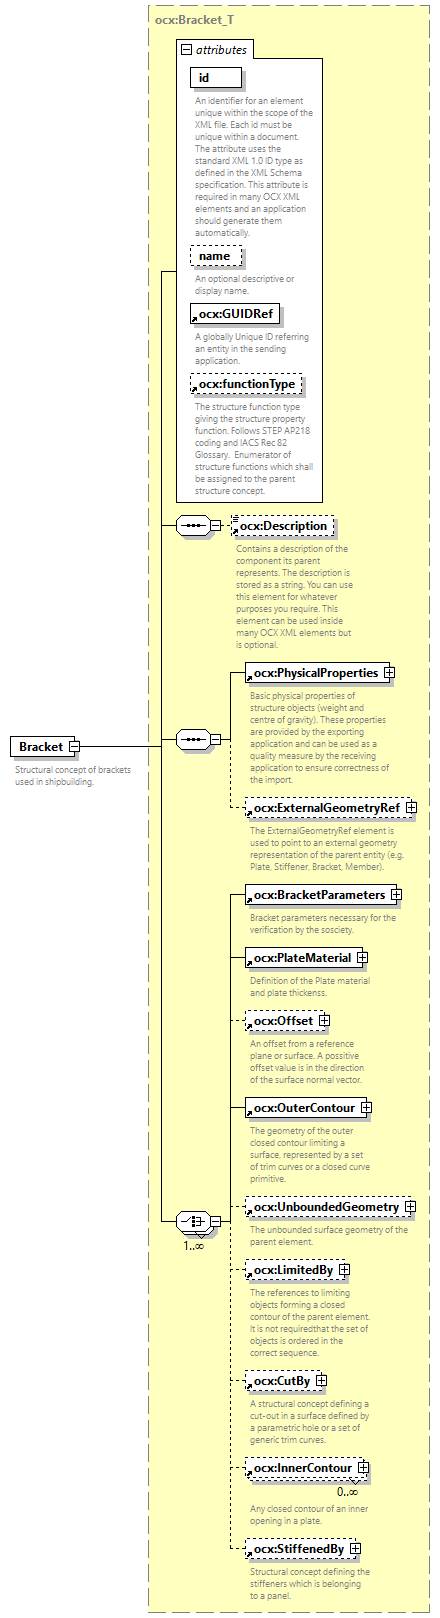 ocx:Bracket_T
attributes
id
An identifier for an element
unique within the scope of the
XML file. Each id must be
unique within a document.
The attribute uses the
standard XML 1.0 ID type as
defined in the XML Schema
specification. This attribute is
required in many OCX XML
elements and an application
should generate them
automatically.
name
An optional descriptive or
display name.
ocx:GUIDRef
A globally Unique ID referring
an entity in the sending
application.
ocx:functionType
The structure function type
giving the structure property
function. Follows STEP AP218
coding and IACS Rec 82
Glossary. Enumerator of
structure functions which shall
be assigned to the parent
structure concept.
ocx:Description
Contains a description of the
component its parent
represents. The description is
stored as a string. You can use
this element for whatever
purposes you require. This
element can be used inside
many OCX XML elements but
is optional.
ocx:PhysicalProperties
Basic physical properties of
structure objects (weight and
centre of gravity). These properties
are provided by the exporting
application and can be used as a
quality measure by the receiving
application to ensure correctness of
the import.
Bracket
Structural concept of brackets
used in shipbuilding.
ocx:ExternalGeometryRef
The ExternalGeometryRef element is
used to point to an external geometry
representation of the parent entity (e.g.
Plate, Stiffener, Bracket, Member).
ocx:BracketParameters
Bracket parameters necessary for the
verification by the sosciety.
ocx:PlateMaterial
Definition of the Plate material
and plate thickenss.
ocx:Offset
An offset from a reference
plane or surface. A possitive
offset value is in the direction
of the surface normal vector.
ocx:OuterContour
The geometry of the outer
closed contour limiting a
surface, represented by a set
of trim curves or a closed curve
primitive.
ocx:UnboundedGeometry
The unbounded surface geometry of the
parent element.
1..∞
ocx:LimitedBy
The references to limiting
objects forming a closed
contour of the parent element.
It is not requiredthat the set of
objects is ordered in the
correct sequence.
ocx:CutBy
A structural concept defining a
cut-out in a surface defined by
a parametric hole or a set of
generic trim curves.
ocx:InnerContour
0..∞
Any closed contour of an inner
opening in a plate.
ocx:StiffenedBy
Structural concept defining the
stiffeners which is belonging
to a panel.